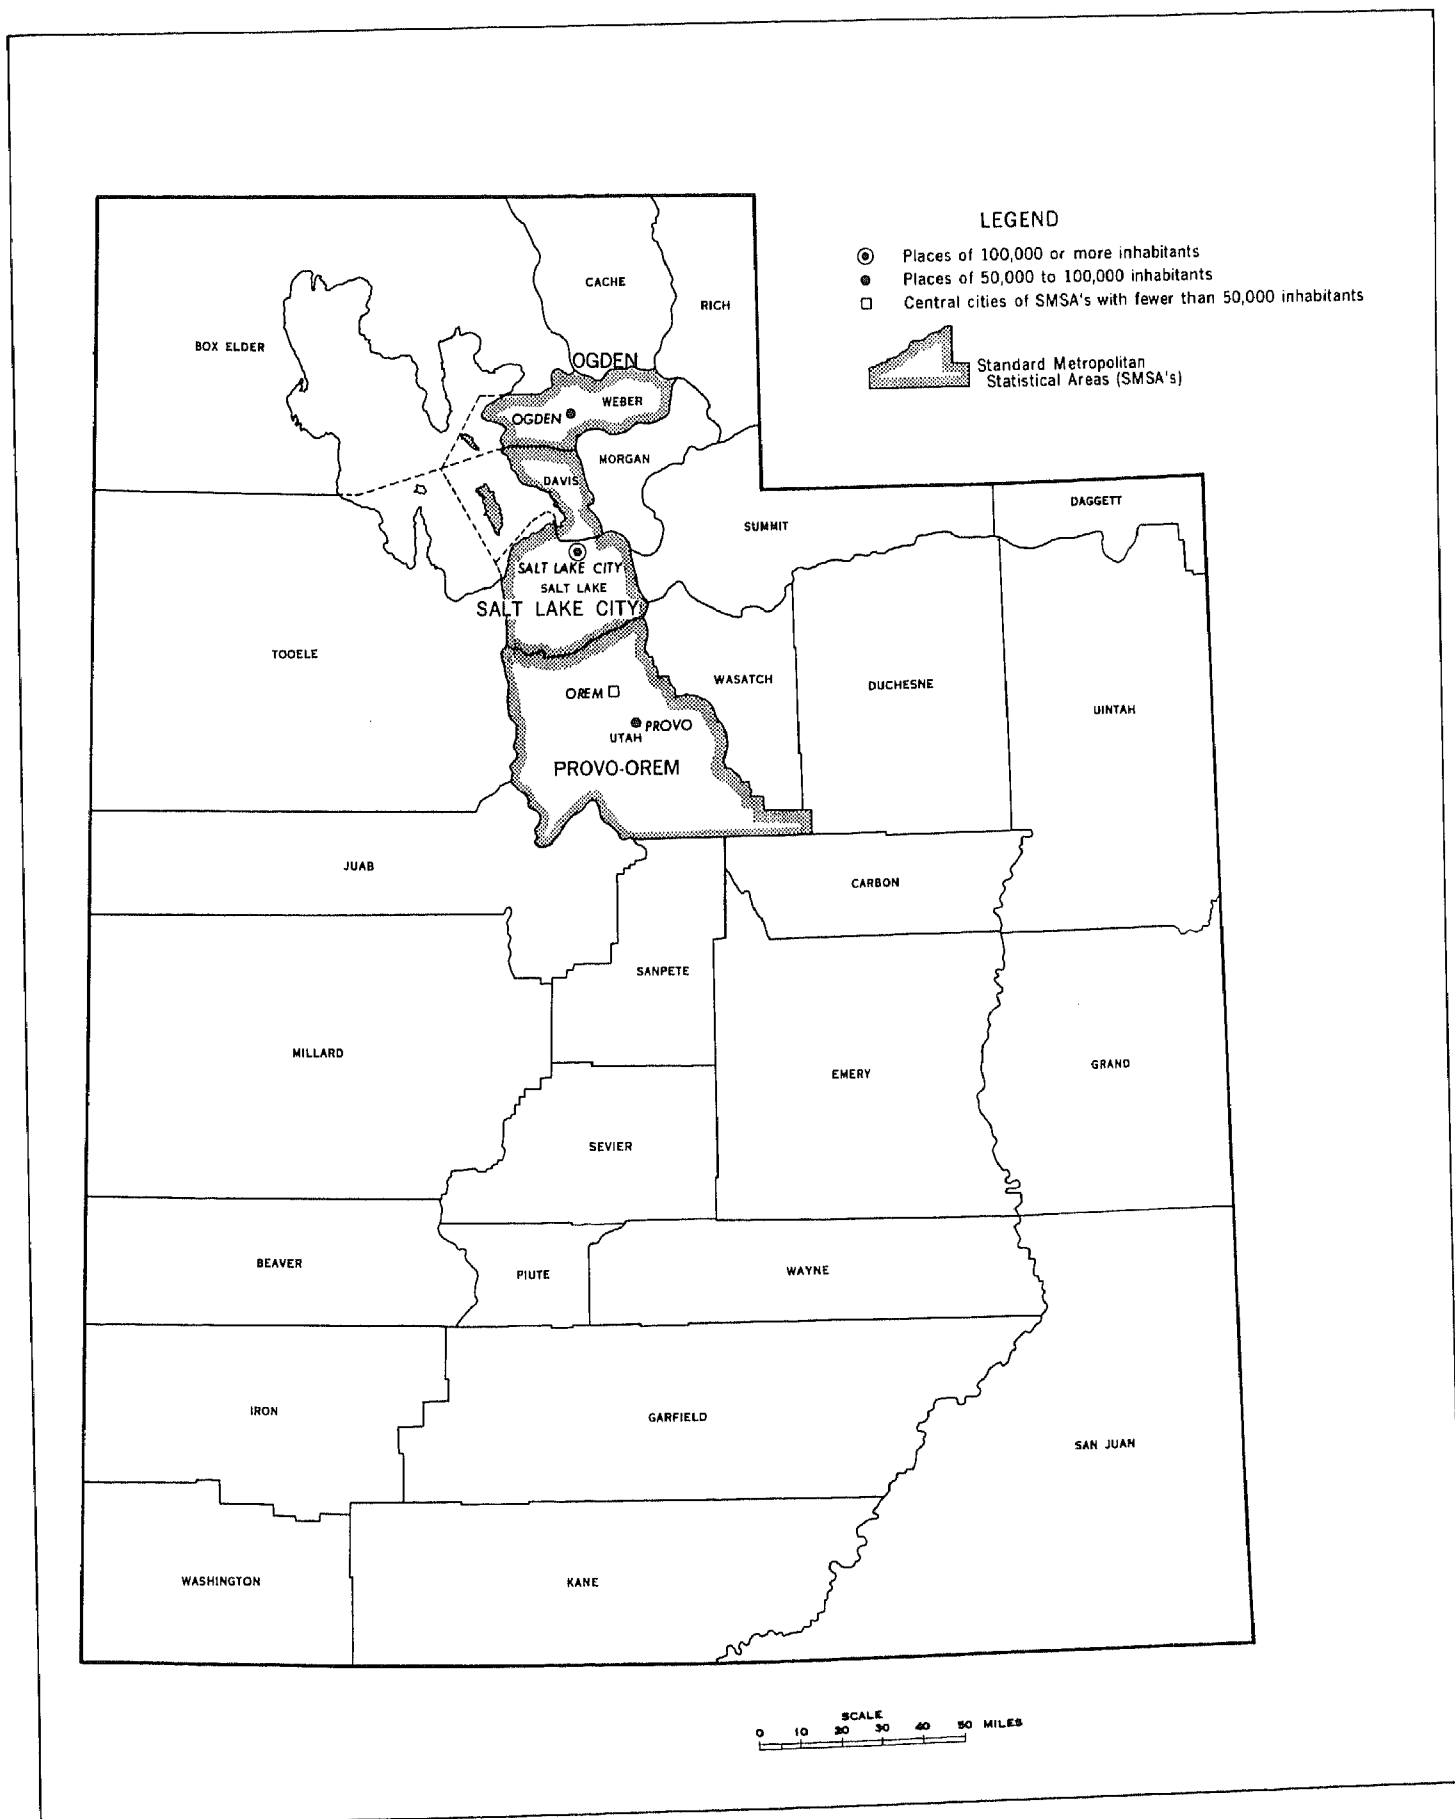 LEGEND
Places of 100,000 or more inhabitants
Places of 50,000 to 100,000 inhabitants
Central cities of SMSA's with fewer than 50,000 inhabitants
Standard Metropolitan
Statistical Areas (SMSA's)
CACHE
RICH
BOX ELDER
OGDEN
WEBER
OGDEN
MORGAN
DAVIS
DAGGETT
SUMMIT
SALT LAKE CITY
SALT LAKE
SALT LAKE CITY
TOOELE
WASATCH
DUCHESNE
UINTAH
OREM
PROVO
UTAH
PROVO-OREM
JUAB
CARBON
SANPETE
MILLARD
EMERY
GRAND
SEVIER
BEAVER
PIUTE
WAYNE
IRON
GARFIELD
SAN JUAN
WASHINGTON
KANE
SCALE
0 10 20 30 40 50 MILES